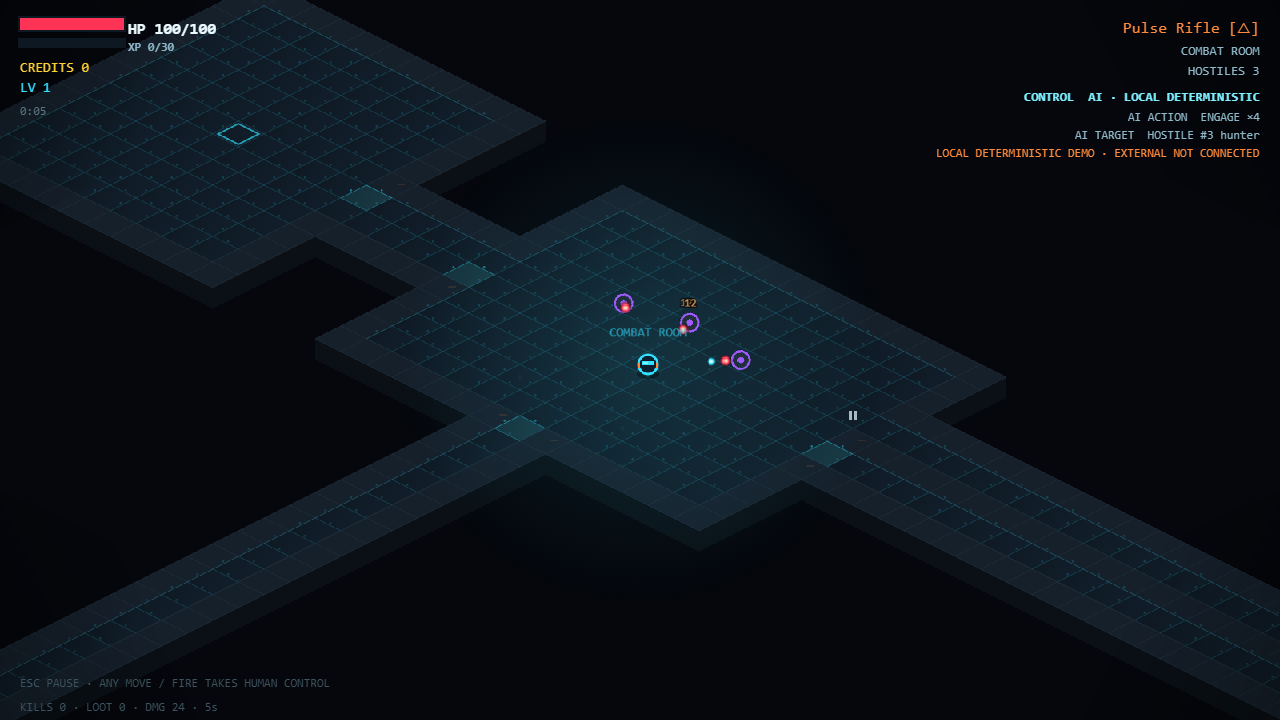 HP 100/100
XP 0/30
CREDITS 0
LV 1
0:05
Pulse Rifle [△]
COMBAT ROOM
HOSTILES 3
CONTROL AI · LOCAL DETERMINISTIC
AI ACTION ENGAGE ×4
AI TARGET HOSTILE #3 hunter
LOCAL DETERMINISTIC DEMO · EXTERNAL NOT CONNECTED
COMBAT ROOM
ESC PAUSE · ANY MOVE / FIRE TAKES HUMAN CONTROL
KILLS 0 · LOOT 0 · DMG 24 · 5s